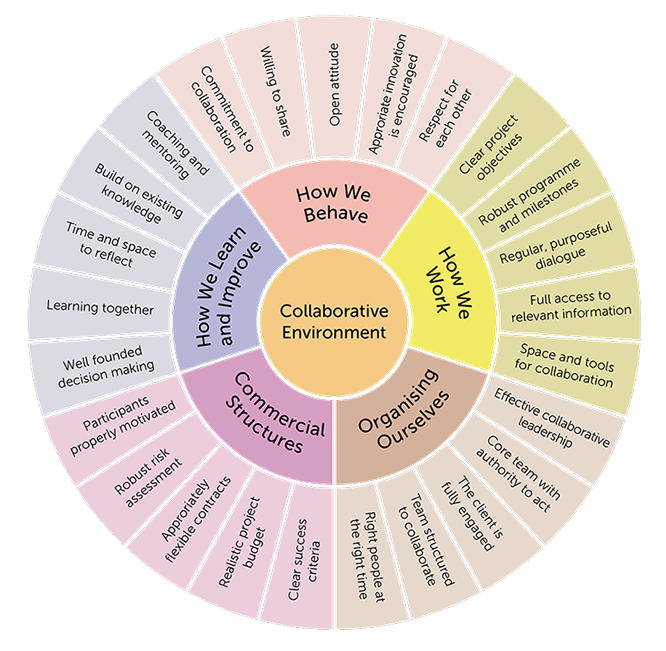 Collaborative
Environment
How We
Behave
Commitment to
collaboration
Willing to share
Open attitude
Approriate innovation
is encouraged
Respect for
each other
How We
Work
Clear project
objectives
Robust programme
and milestones
Regular, purposeful
dialogue
Full access to
relevant information
Space and tools
for collaboration
Organising
Ourselves
Effective collaborative
leadership
Core team with
authority to act
The client is
fully engaged
Team structured
to collaborate
Right people at
the right time
Commercial
Structures
Clear success
criteria
Realistic project
budget
Approriately
flexible contracts
Robust risk
assessment
Participants
properly motivated
How We Learn
and Improve
Well founded
decision making
Learning together
Time and space
to reflect
Build on existing
knowledge
Coaching and
mentoring